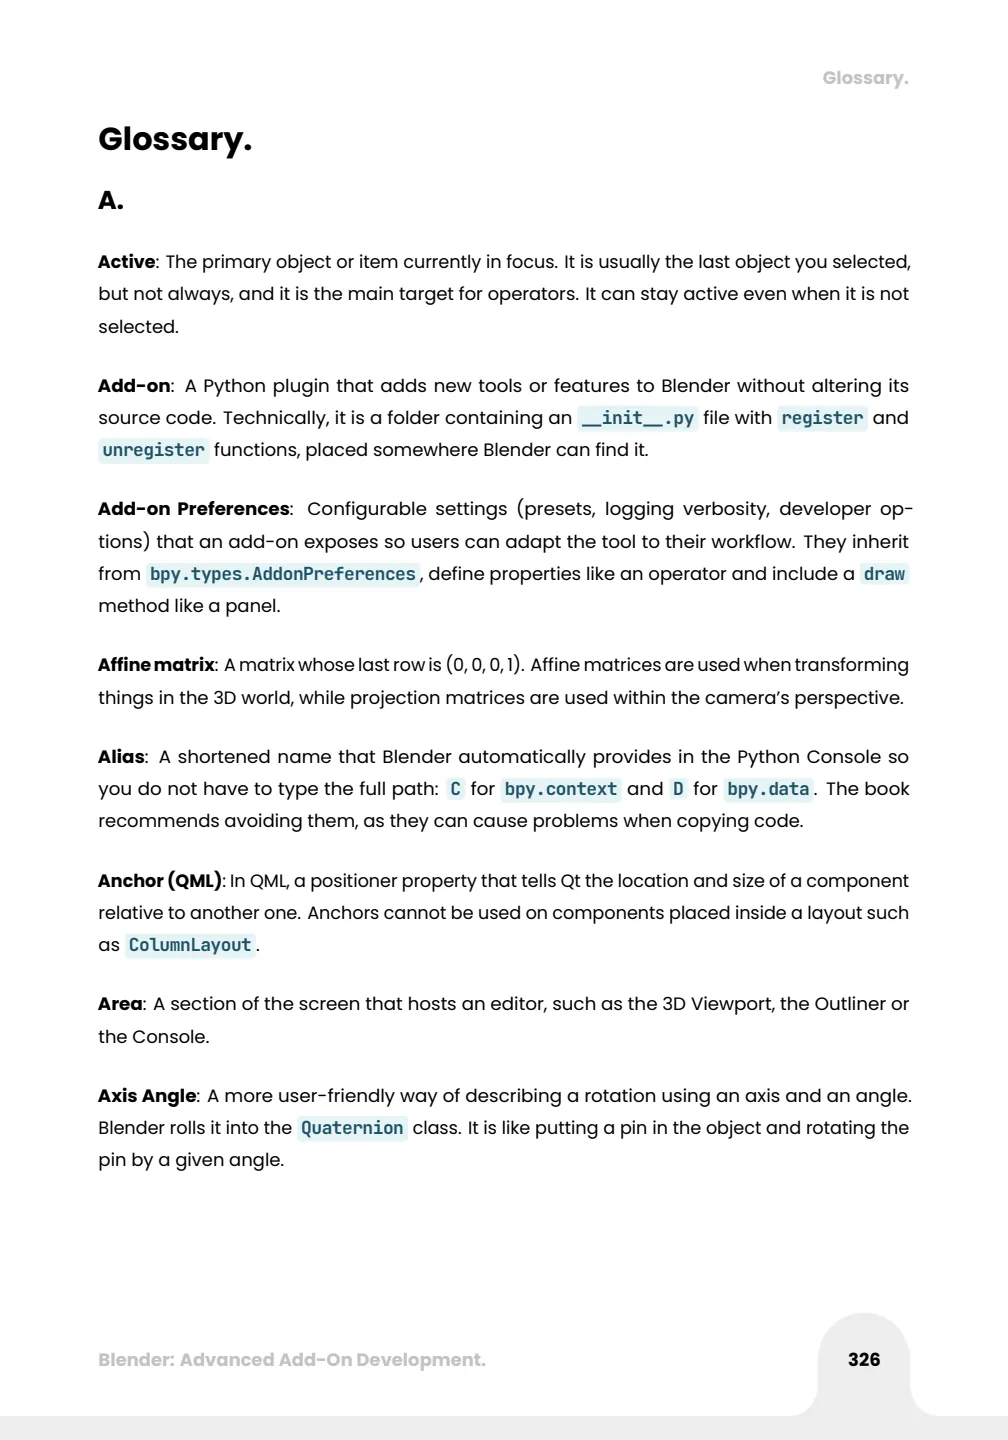 Glossary.
Glossary.
A.
Active: The primary object or item currently in focus. It is usually the last object you selected,
but not always, and it is the main target for operators. It can stay active even when it is not
selected.
Add-on: A Python plugin that adds new tools or features to Blender without altering its
source code. Technically, it is a folder containing an __init__.py file with register and
unregister functions, placed somewhere Blender can find it.
Add-on Preferences: Configurable settings (presets, logging verbosity, developer op-
tions) that an add-on exposes so users can adapt the tool to their workflow. They inherit
from bpy.types.AddonPreferences, define properties like an operator and include a draw
method like a panel.
Affine matrix: A matrix whose last row is (0, 0, 0, 1). Affine matrices are used when transforming
things in the 3D world, while projection matrices are used within the camera’s perspective.
Alias: A shortened name that Blender automatically provides in the Python Console so
you do not have to type the full path: C for bpy.context and D for bpy.data. The book
recommends avoiding them, as they can cause problems when copying code.
Anchor (QML): In QML, a positioner property that tells Qt the location and size of a component
relative to another one. Anchors cannot be used on components placed inside a layout such
as ColumnLayout.
Area: A section of the screen that hosts an editor, such as the 3D Viewport, the Outliner or
the Console.
Axis Angle: A more user-friendly way of describing a rotation using an axis and an angle.
Blender rolls it into the Quaternion class. It is like putting a pin in the object and rotating the
pin by a given angle.
Blender: Advanced Add-On Development.
326